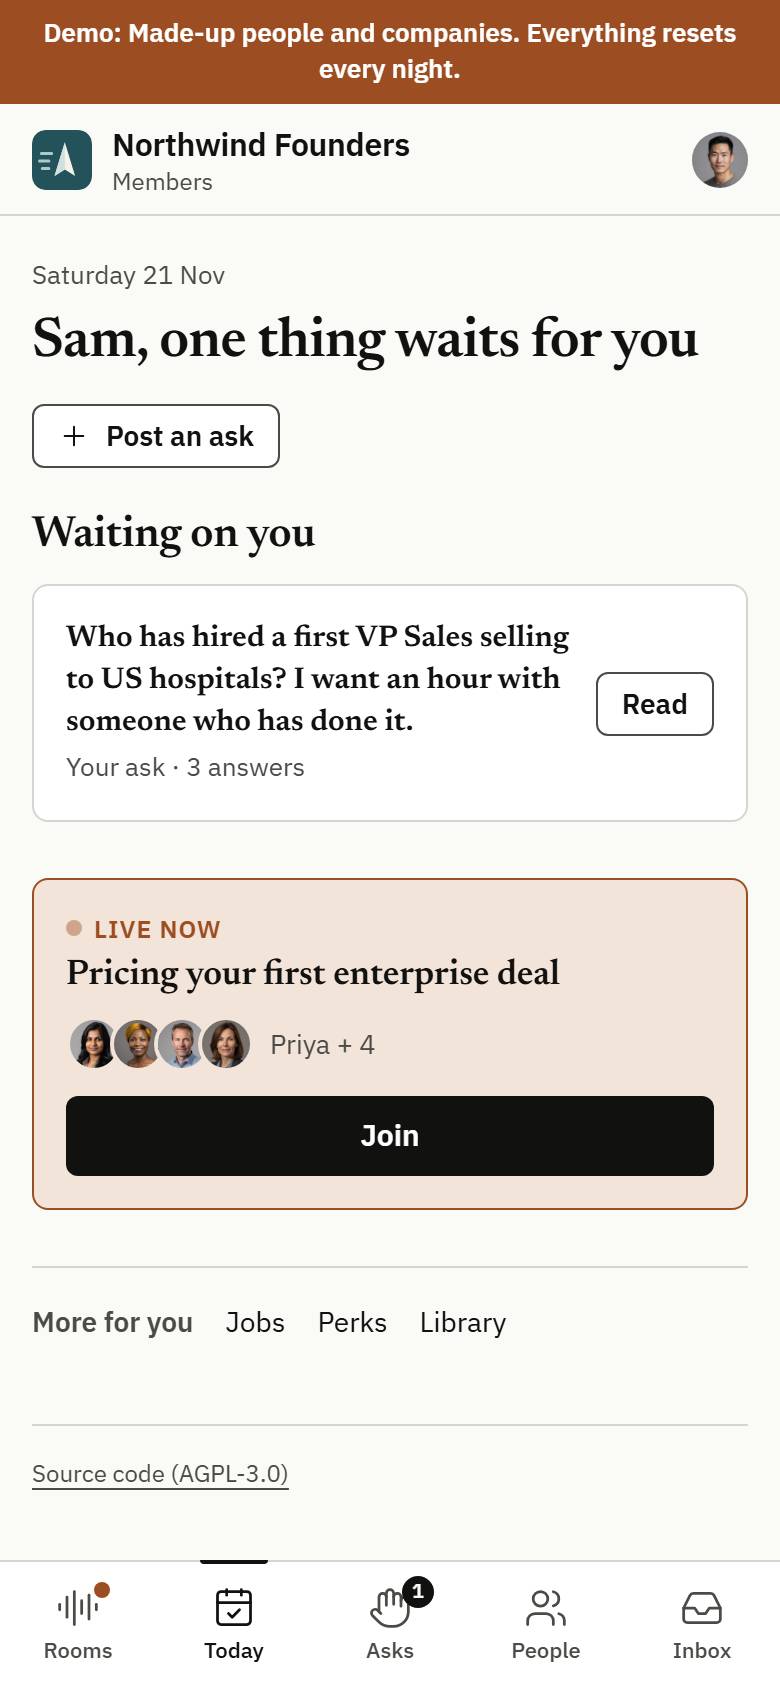 Demo: Made-up people and companies. Everything resets
every night.
Northwind Founders
Members
Saturday 21 Nov
Sam, one thing waits for you
Post an ask
Waiting on you
Who has hired a first VP Sales selling
to US hospitals? I want an hour with
someone who has done it.
Read
Your ask · 3 answers
LIVE NOW
Pricing your first enterprise deal
Priya + 4
Join
More for you Jobs Perks Library
Source code (AGPL-3.0)
1
Rooms Today Asks People Inbox